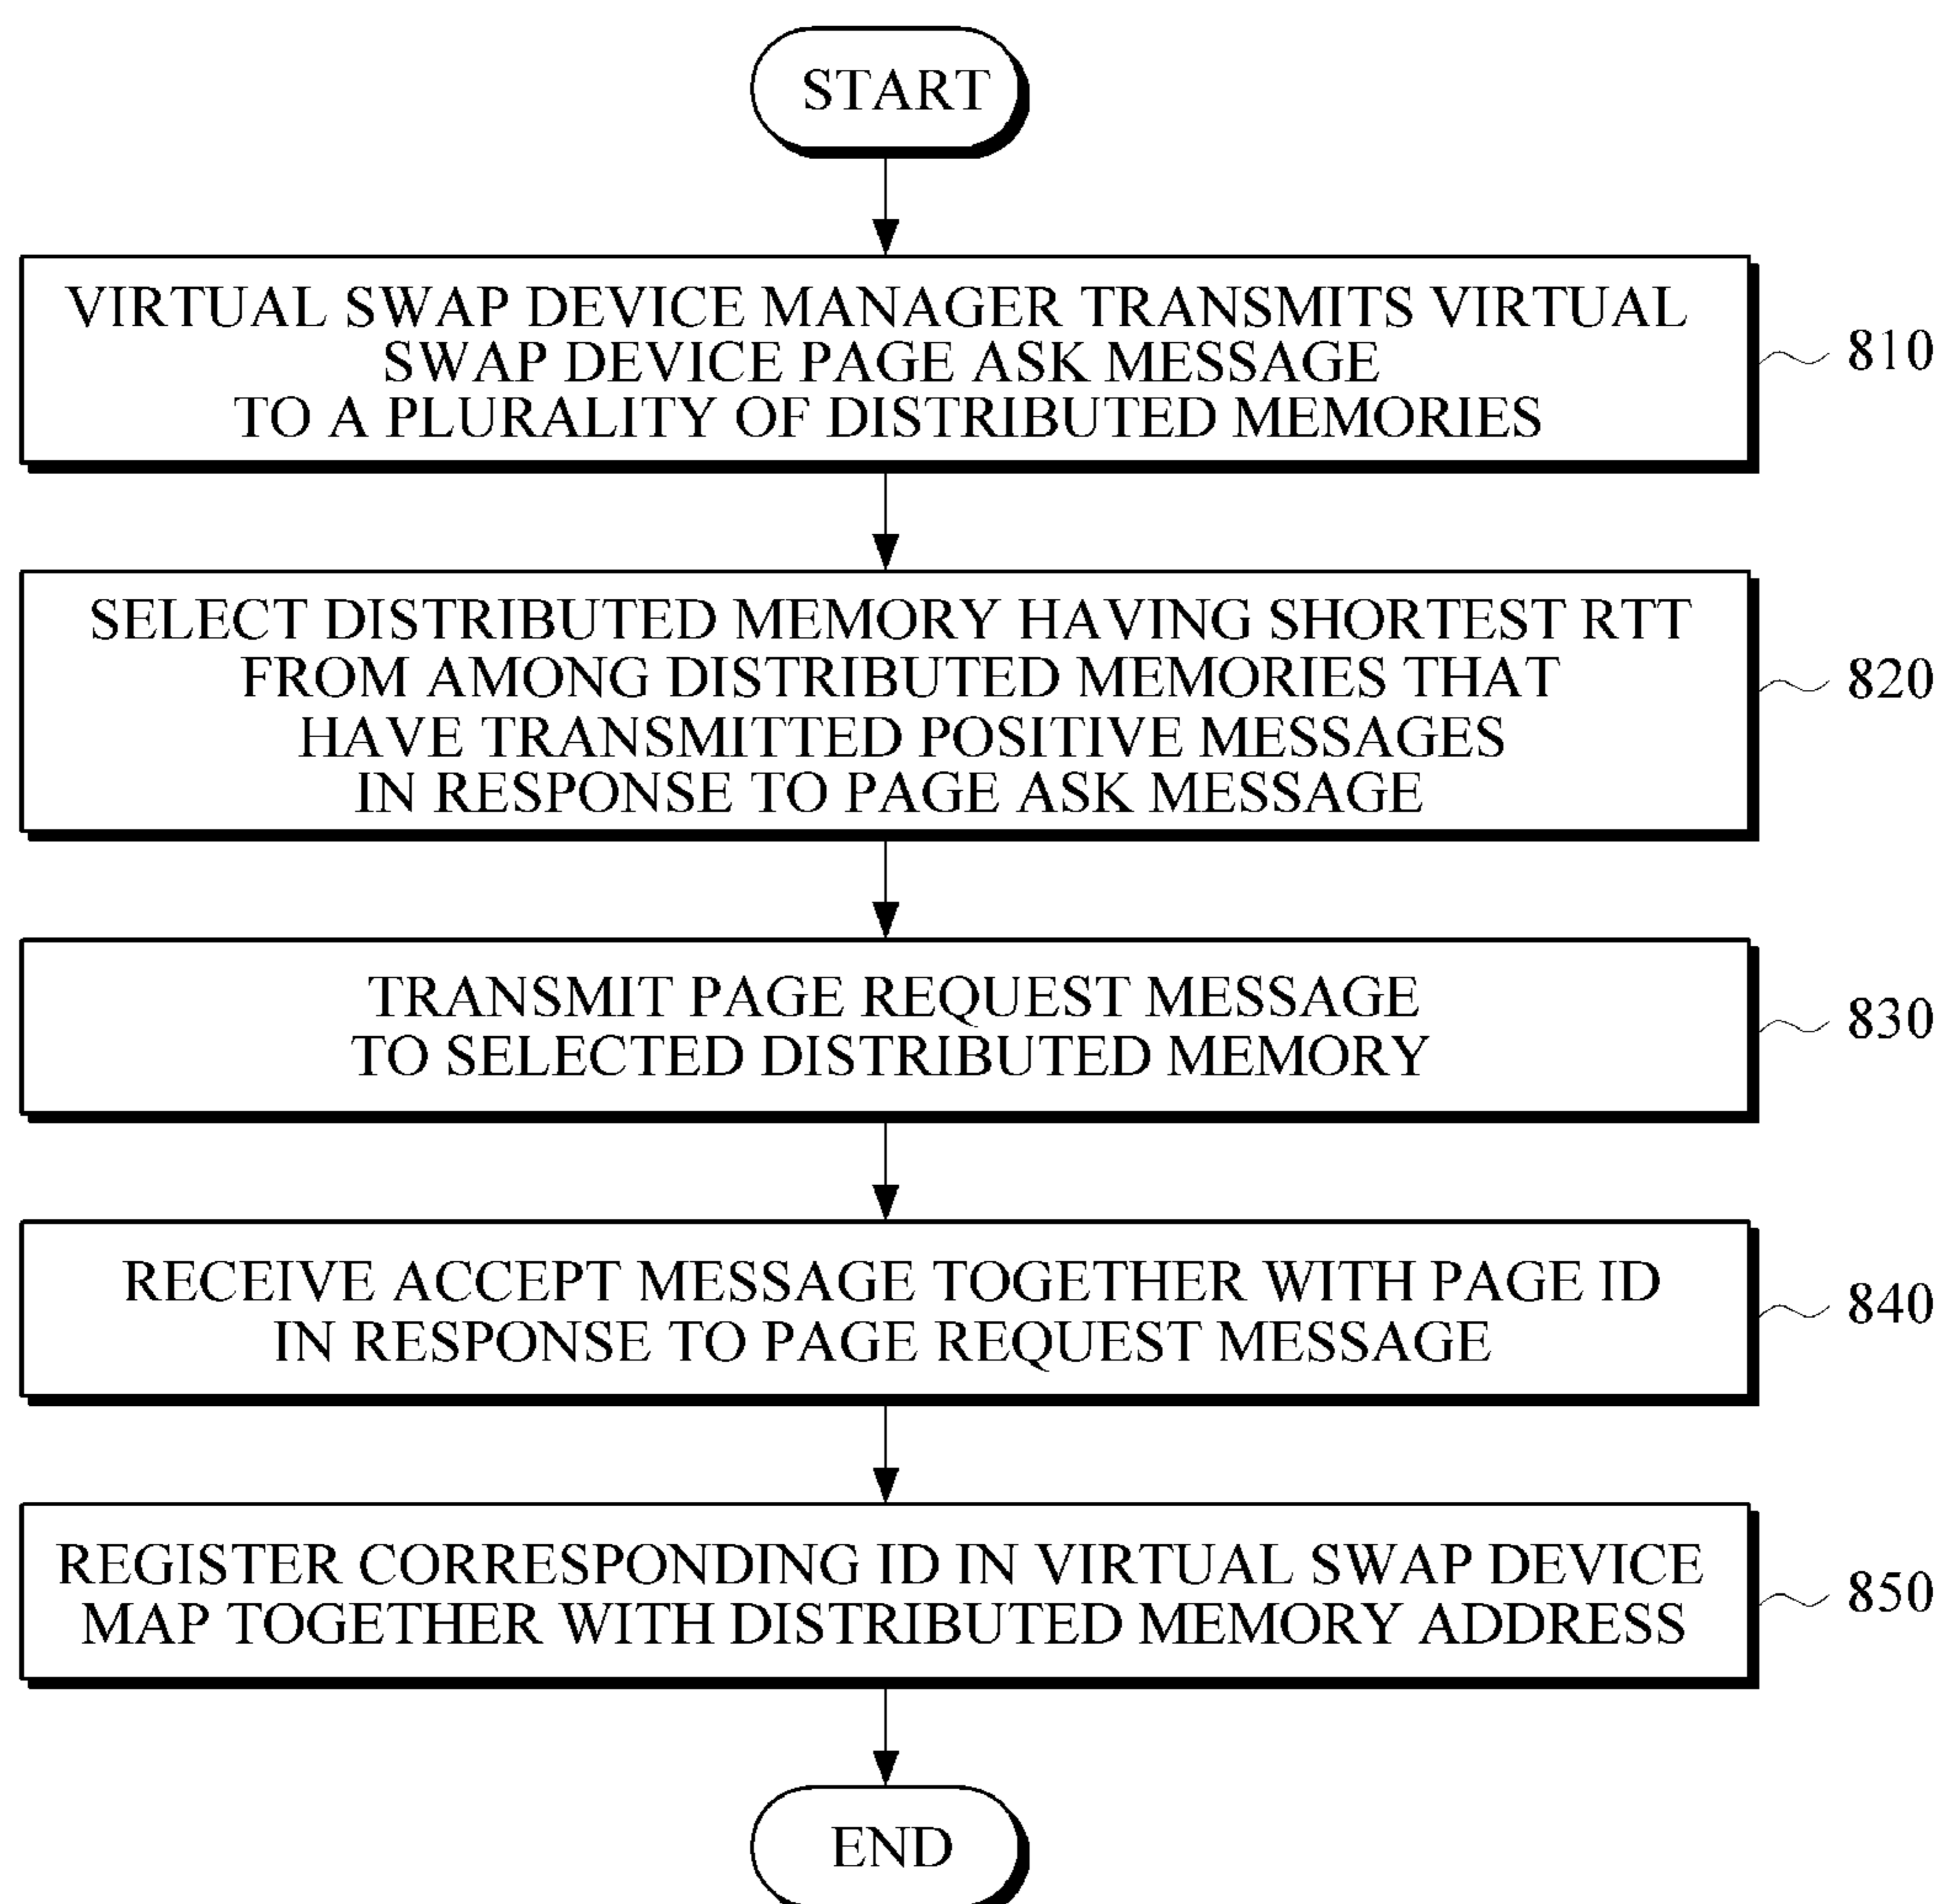 START
VIRTUAL SWAP DEVICE MANAGER TRANSMITS VIRTUAL
SWAP DEVICE PAGE ASK MESSAGE
TO A PLURALITY OF DISTRIBUTED MEMORIES
810
SELECT DISTRIBUTED MEMORY HAVING SHORTEST RTT
FROM AMONG DISTRIBUTED MEMORIES THAT
HAVE TRANSMITTED POSITIVE MESSAGES
IN RESPONSE TO PAGE ASK MESSAGE
820
TRANSMIT PAGE REQUEST MESSAGE
TO SELECTED DISTRIBUTED MEMORY
830
RECEIVE ACCEPT MESSAGE TOGETHER WITH PAGE ID
IN RESPONSE TO PAGE REQUEST MESSAGE
840
REGISTER CORRESPONDING ID IN VIRTUAL SWAP DEVICE
MAP TOGETHER WITH DISTRIBUTED MEMORY ADDRESS
850
END